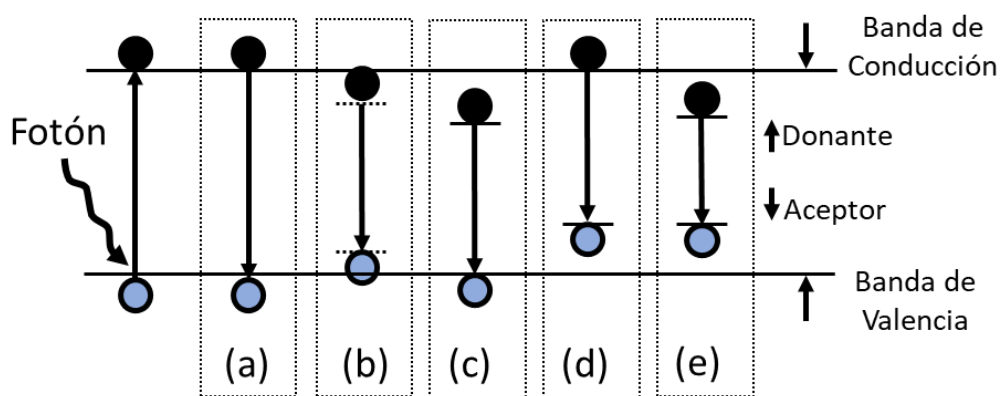 Banda de
Conducción
Fotón
Donante
Aceptor
Banda de
Valencia
(a) (b) (c) (d) (e)